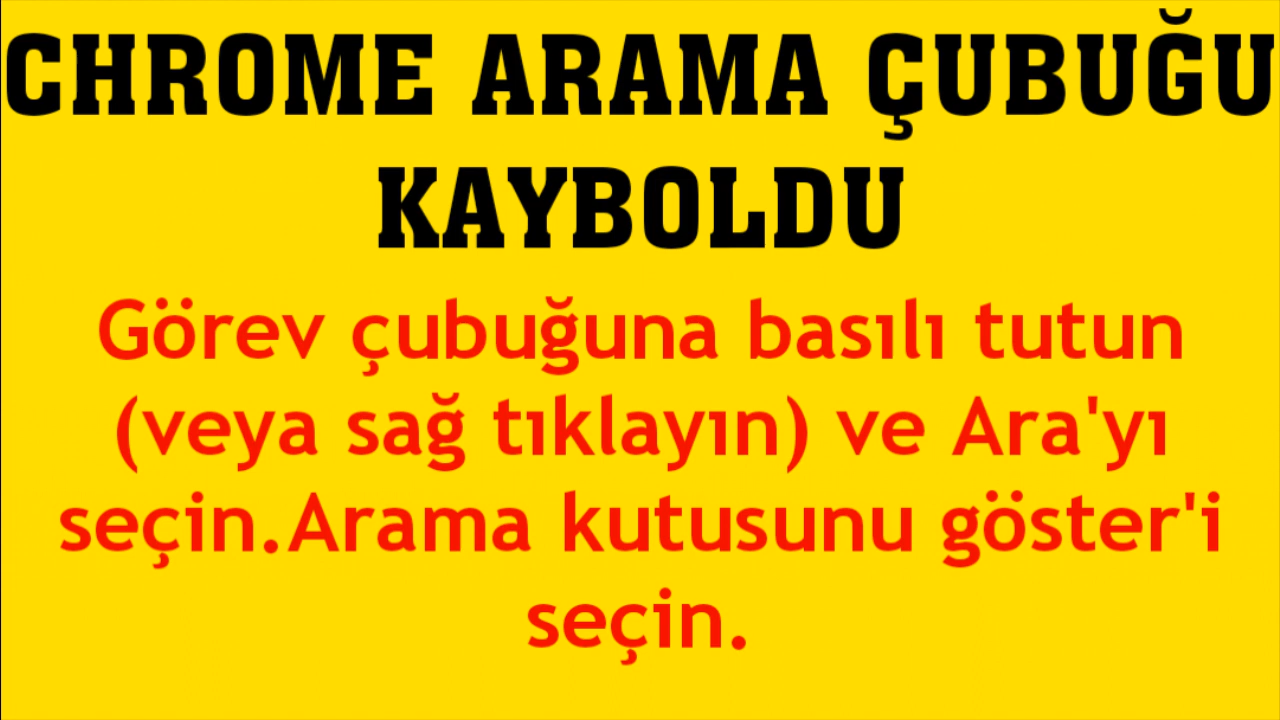 CHROME ARAMA ÇUBUĞU
KAYBOLDU
Görev çubuğuna basılı tutun
(veya sağ tıklayın) ve Ara'yı
seçin.Arama kutusunu göster'i
seçin.